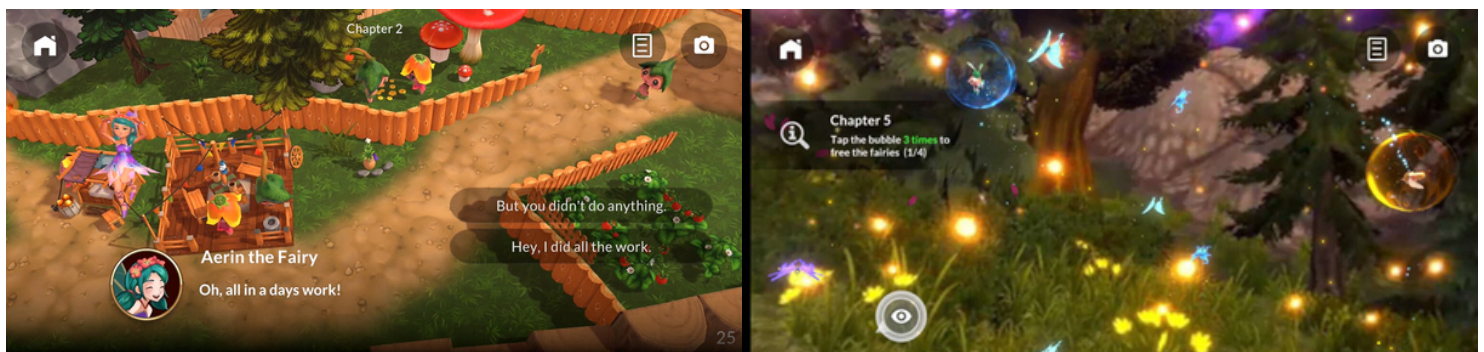 Chapter 2
But you didn't do anything.
Hey, I did all the work.
Aerin the Fairy
Oh, all in a days work!
25
Chapter 5
Tap the bubble 3 times to
free the fairies (1/4)